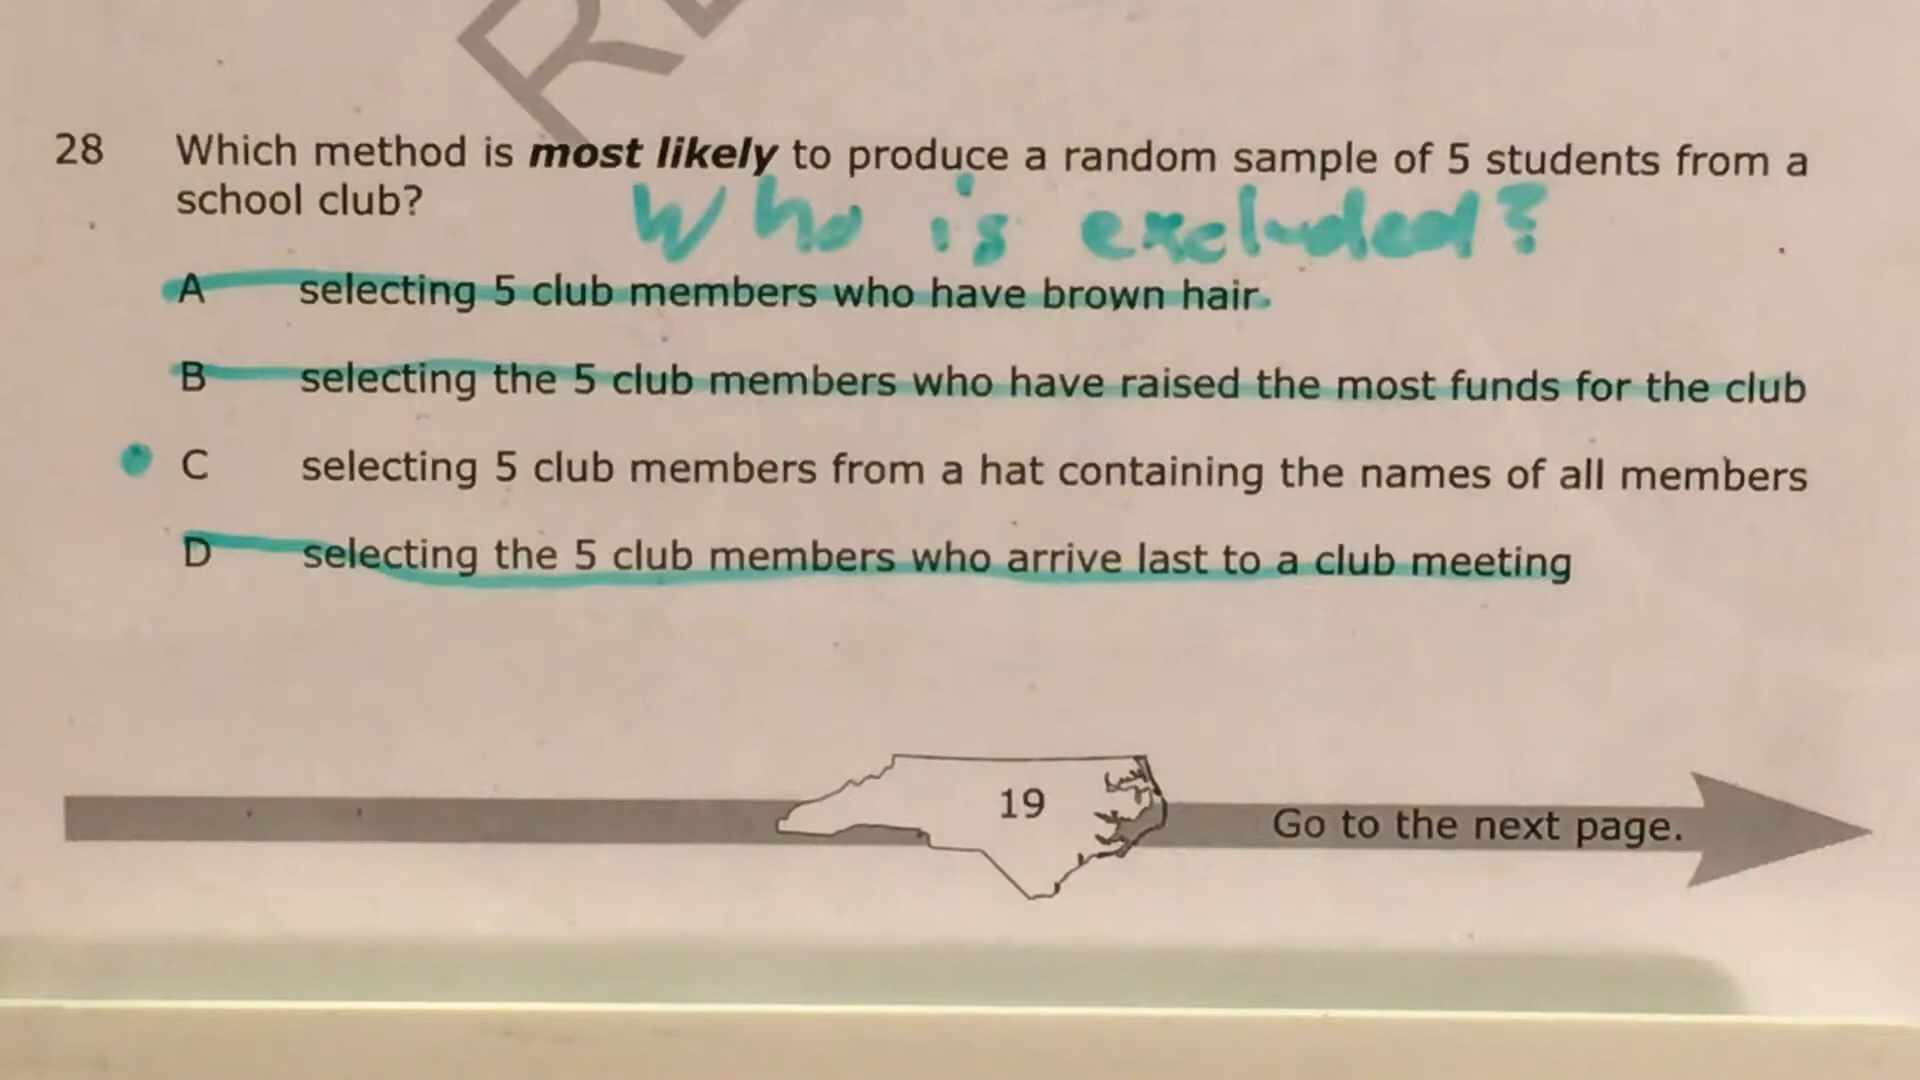 28 Which method is most likely to produce a random sample of 5 students from a
school club?
Who is excluded?
A selecting 5 club members who have brown hair
B selecting the 5 club members who have raised the most funds for the club
C selecting 5 club members from a hat containing the names of all members
D selecting the 5 club members who arrive last to a club meeting
19
Go to the next page.